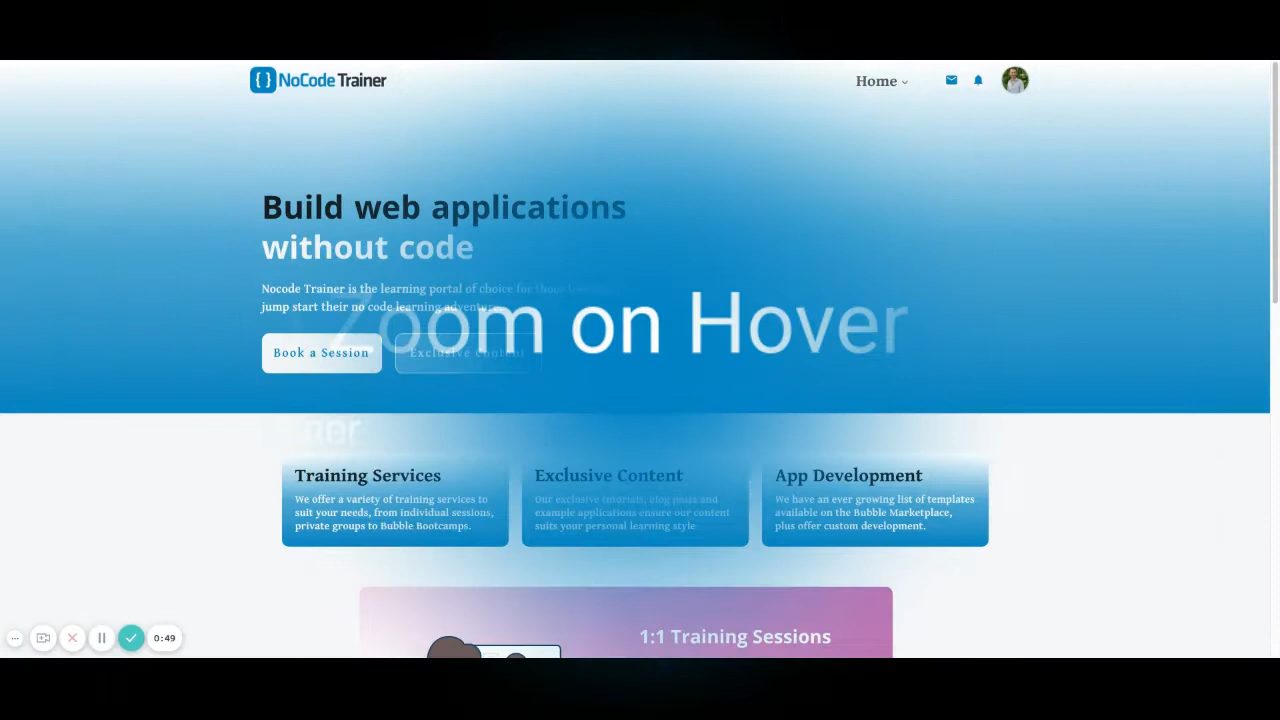 NoCode Trainer
Home
Build web applications
without code
Nocode Trainer is the learning portal of choice for those
jump start their no code learning adventure.
Zoom on Hover
Book a Session
Exclusive Content
ner
Training Services
Exclusive Content
App Development
We offer a variety of training services to
suit your needs, from individual sessions,
private groups to Bubble Bootcamps.
Our exclusive tutorials, blog posts and
example applications ensure our content
suits your personal learning style
We have an ever growing list of templates
available on the Bubble Marketplace,
plus offer custom development.
1:1 Training Sessions
0:49